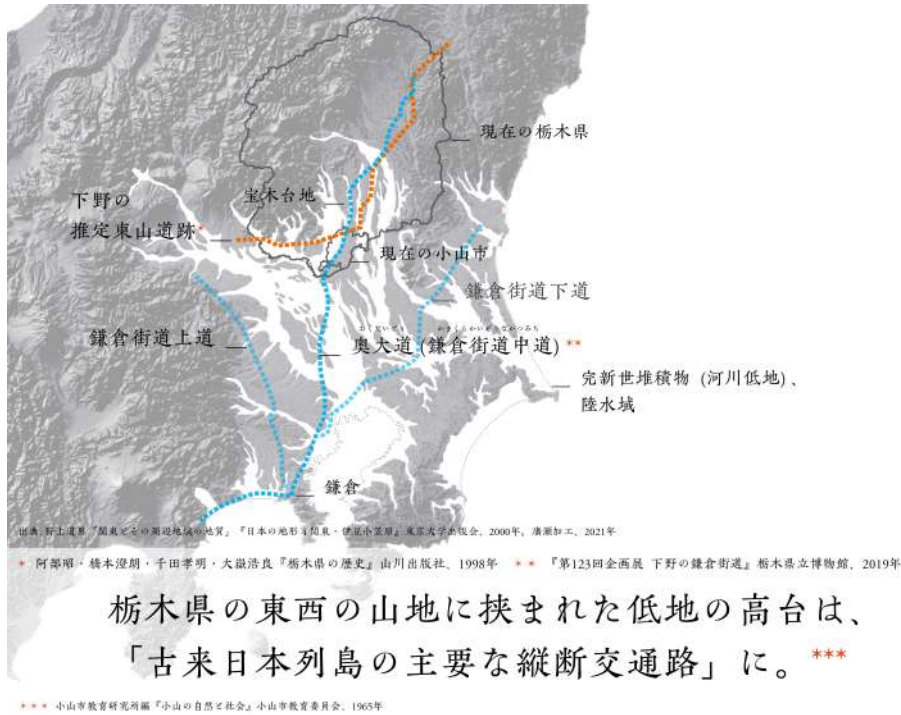 現在の栃木県
宝木台地
下野の
推定東山道跡*
現在の小山市
鎌倉街道下道
鎌倉街道上道
おくだいどう かまくらかいどうなかつみち
奥大道 (鎌倉街道中道) **
完新世堆積物 (河川低地) 、
陸水域
鎌倉
『関東とその周辺地域の地質』『日本の地形4関東・伊豆小笠原』東京大学出版会、2000年。廣瀬加工、2021年
* 阿部昭・橋本澄朗・千田孝明・大嶽浩良『栃木県の歴史』山川出版社、1998年 ** 『第123回企画展 下野の鎌倉街道』栃木県立博物館、2019年
栃木県の東西の山地に挟まれた低地の高台は、
「古来日本列島の主要な縦断交通路」に。***
*** 小山市教育研究所編『小山の自然と社会』小山市教育委員会、1965年